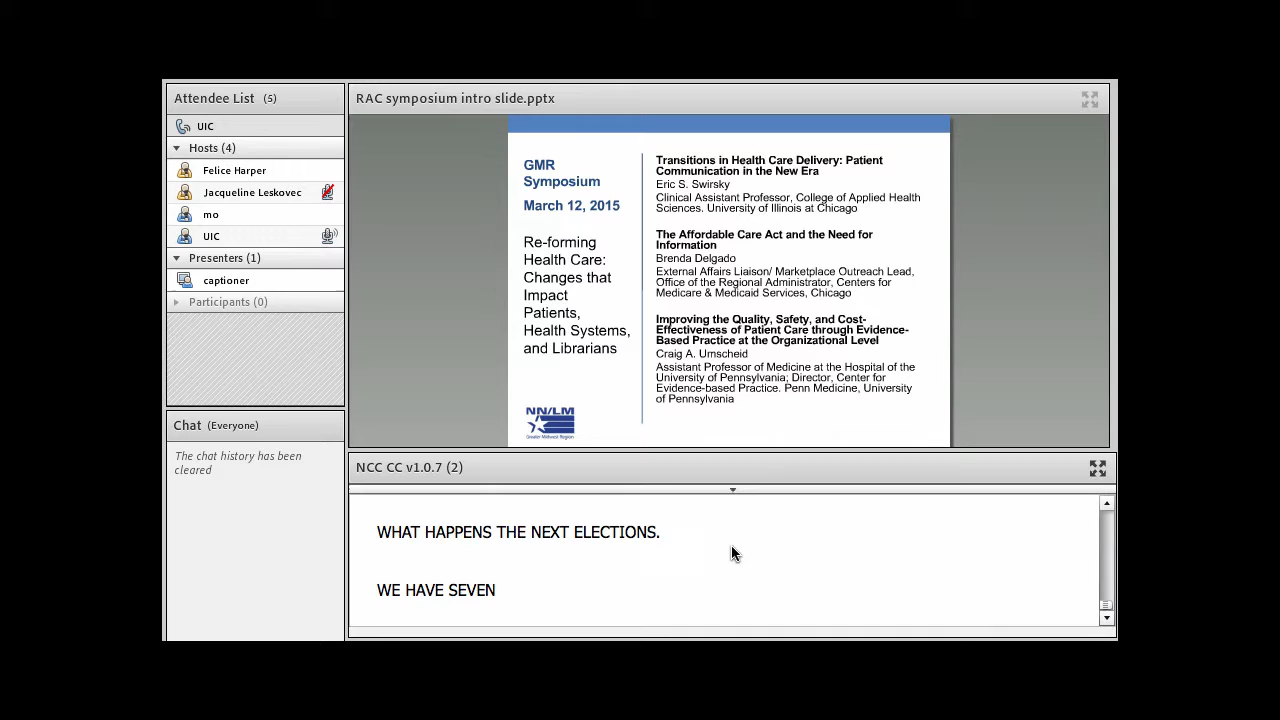 Attendee List (5)
UIC
Hosts (4)
Felice Harper
Jacqueline Leskovec
mo
UIC
Presenters (1)
captioner
Participants (0)
Chat (Everyone)
The chat history has been
cleared
RAC symposium intro slide.pptx
GMR
Symposium
March 12, 2015
Re-forming
Health Care:
Changes that
Impact
Patients,
Health Systems,
and Librarians
NN/LM
Greater Midwest Region
Transitions in Health Care Delivery: Patient
Communication in the New Era
Eric S. Swirsky
Clinical Assistant Professor, College of Applied Health
Sciences. University of Illinois at Chicago
The Affordable Care Act and the Need for
Information
Brenda Delgado
External Affairs Liaison/ Marketplace Outreach Lead,
Office of the Regional Administrator, Centers for
Medicare & Medicaid Services, Chicago
Improving the Quality, Safety, and Cost-
Effectiveness of Patient Care through Evidence-
Based Practice at the Organizational Level
Craig A. Umscheid
Assistant Professor of Medicine at the Hospital of the
University of Pennsylvania; Director, Center for
Evidence-based Practice. Penn Medicine, University
of Pennsylvania
NCC CC v1.0.7 (2)
WHAT HAPPENS THE NEXT ELECTIONS.
WE HAVE SEVEN